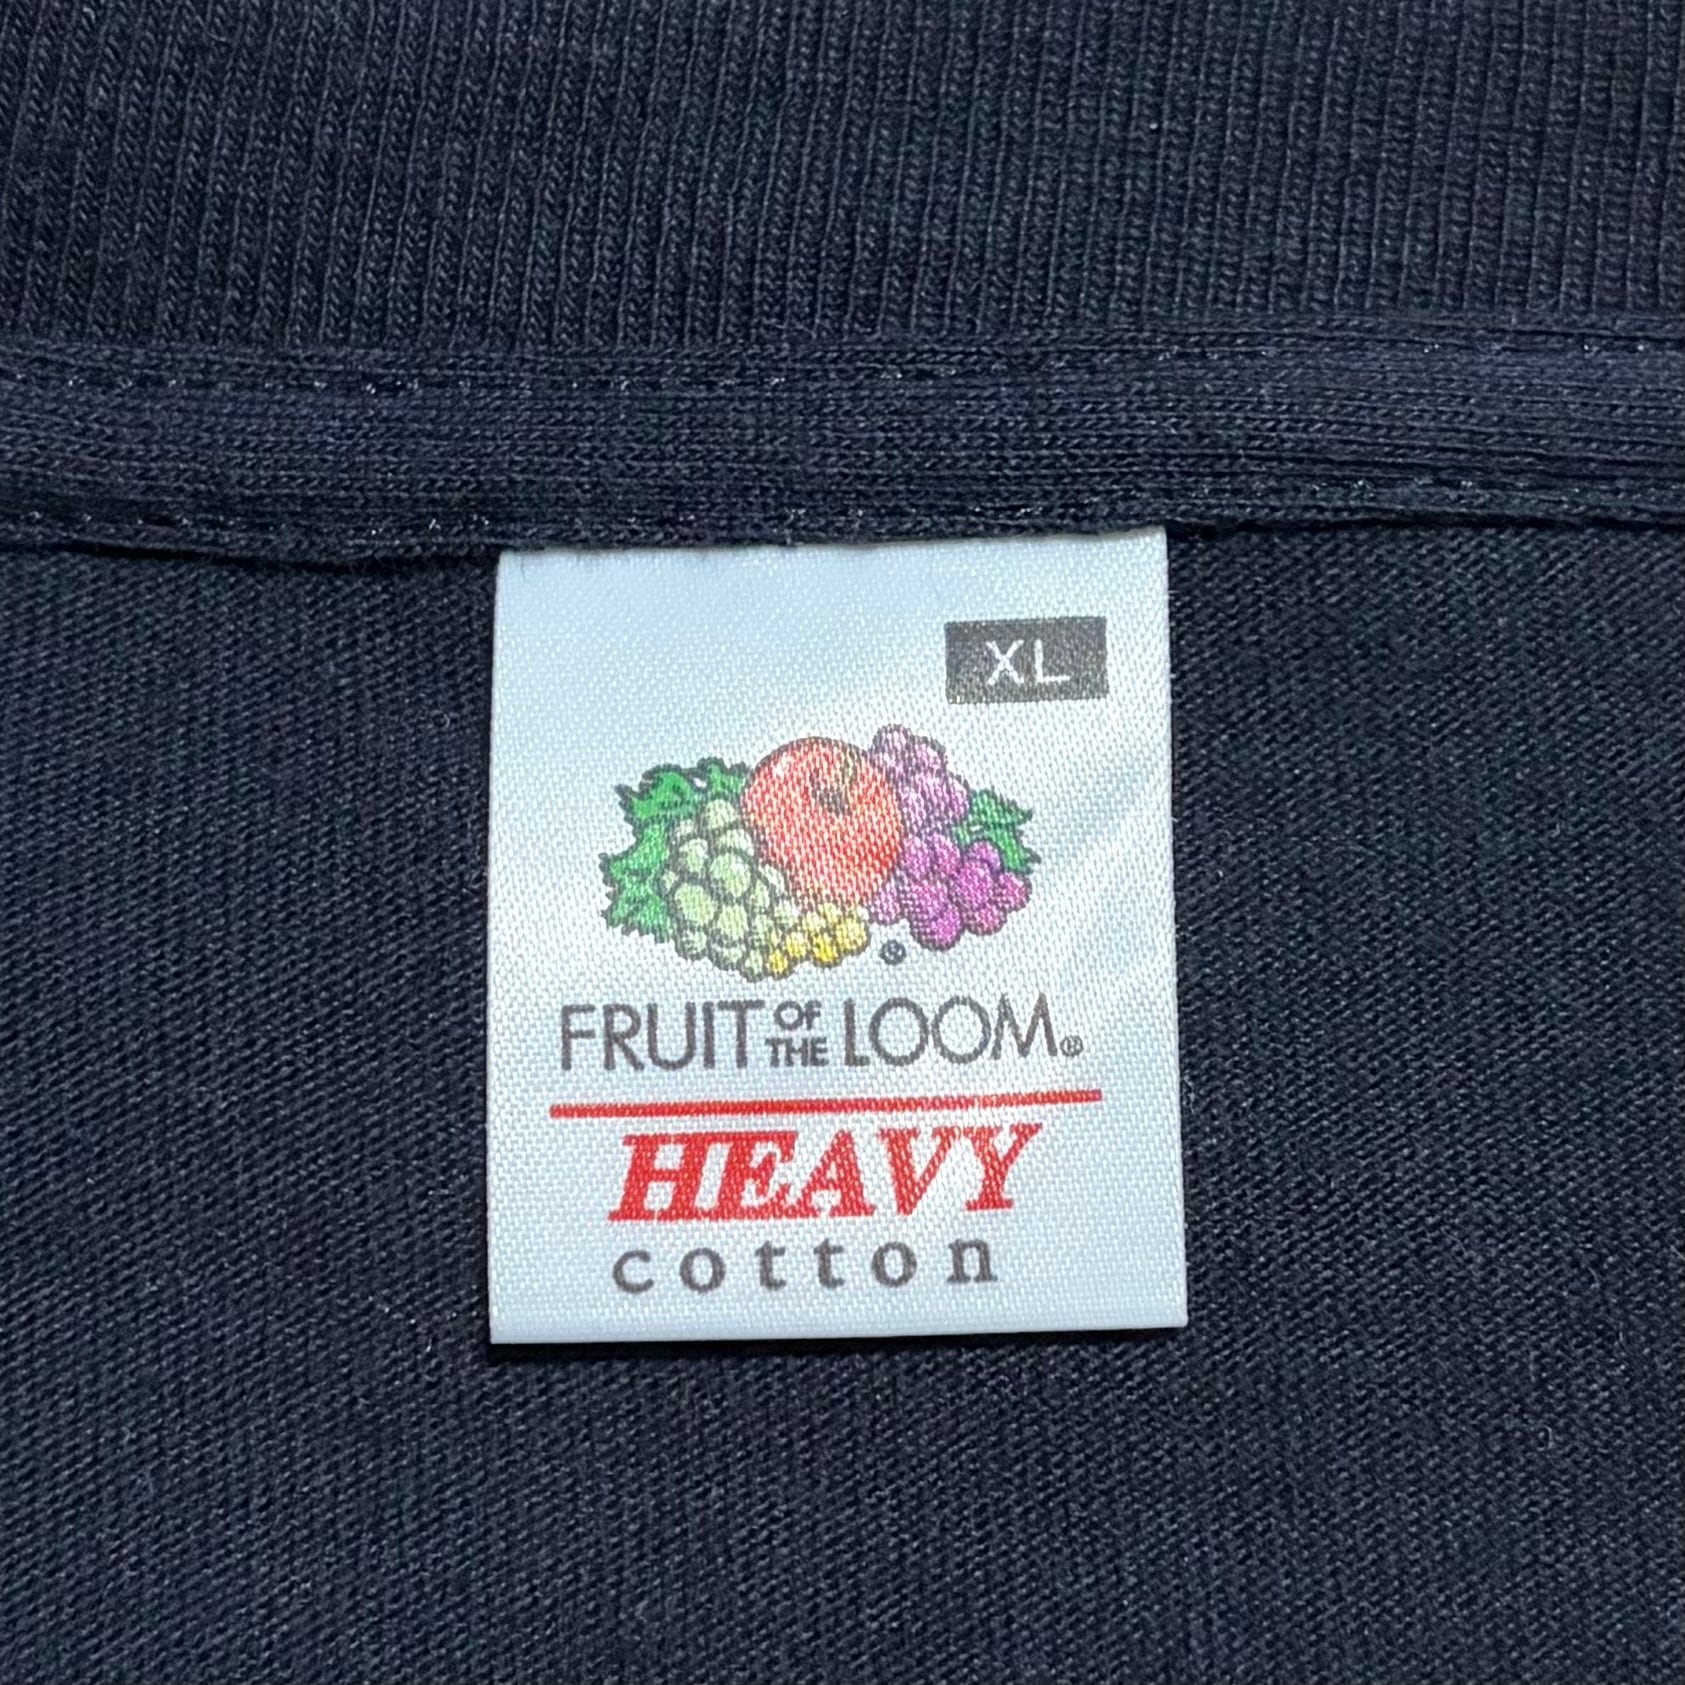 XL
®
FRUIT OF THE LOOM®
HEAVY
cotton